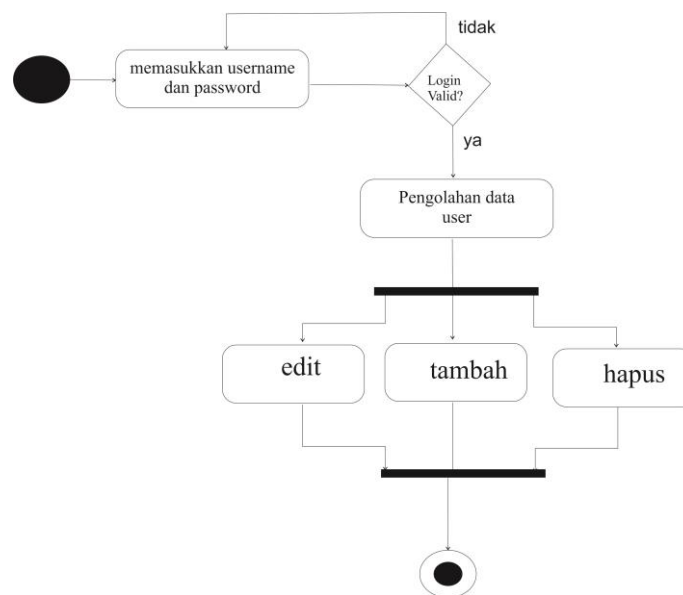 tidak
memasukkan username
dan password
Login
Valid?
ya
Pengolahan data
user
edit
tambah
hapus